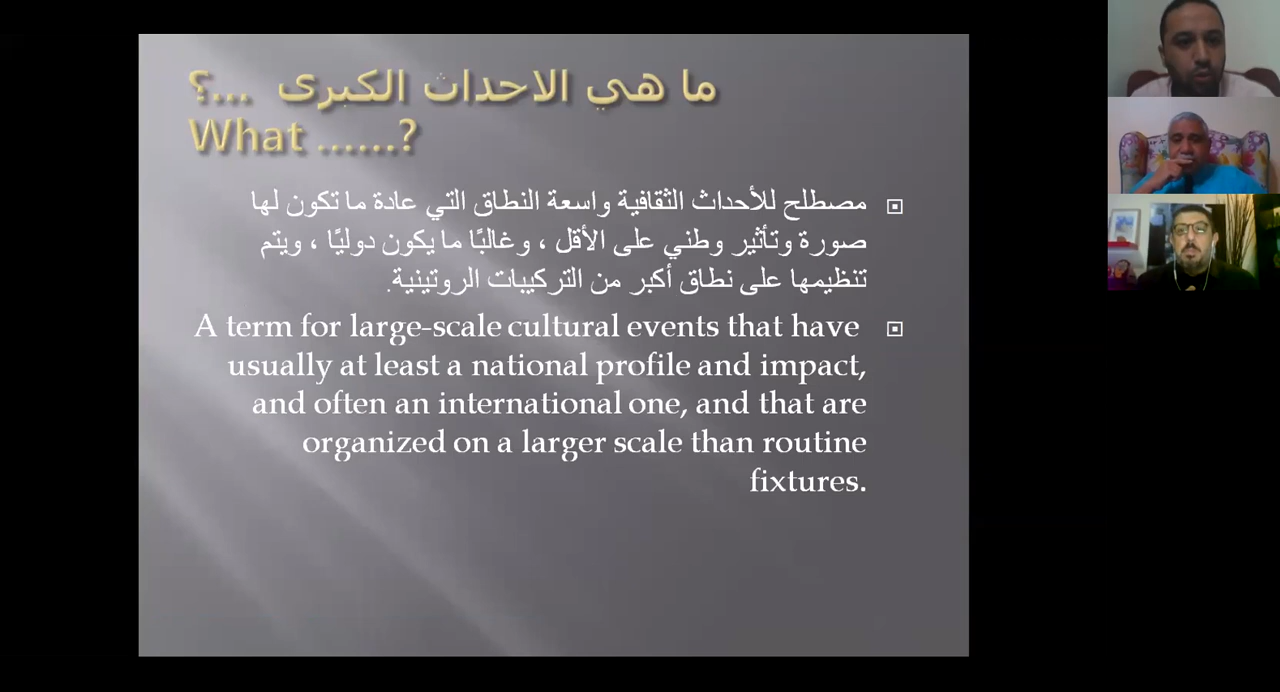 ما هي الاحداث الكبرى ...؟
What ......?
مصطلح للأحداث الثقافية واسعة النطاق التي عادة ما تكون لها
صورة وتأثير وطني على الأقل ، وغالبًا ما يكون دوليًا ، ويتم
تنظيمها على نطاق أكبر من التركيبات الروتينية.
A term for large-scale cultural events that have
usually at least a national profile and impact,
and often an international one, and that are
organized on a larger scale than routine
fixtures.